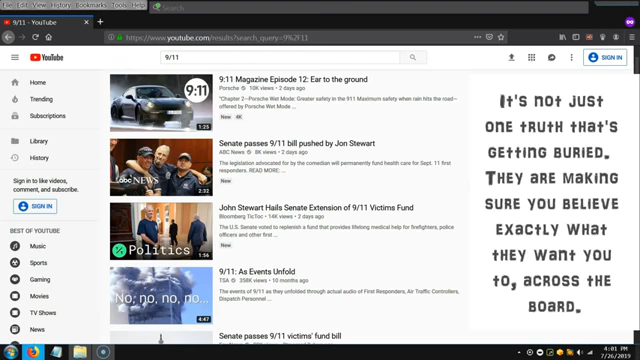 File Edit View History Bookmarks Tools Help
Search
9/11 - YouTube
https://www.youtube.com/results?search_query=9%2F11
YouTube
9/11
SIGN IN
Home
Trending
Subscriptions
Library
History
Sign in to like videos,
comment, and subscribe.
SIGN IN
BEST OF YOUTUBE
Music
Sports
Gaming
Movies
TV Shows
News
9:11
1:25
9:11 Magazine Episode 12: Ear to the ground
Porsche • 10K views • 2 days ago
"Chapter 2—Porsche Wet Mode: Greater safety in the 911 Maximum safety when rain hits the road—
offered by Porsche Wet Mode in the ...
New 4K
abc NEWS
2:32
Senate passes 9/11 bill pushed by Jon Stewart
ABC News • 8K views • 2 days ago
The legislation advocated for by the comedian will permanently fund health care for Sept. 11 first
responders. READ MORE: ...
New
Politics
1:56
John Stewart Hails Senate Extension of 9/11 Victims Fund
Bloomberg TicToc • 14K views • 2 days ago
The U.S. Senate voted to replenish a fund that provides lifelong medical help for firefighters, police
officers and other first ...
New
No, no, no, no...
4:47
9/11: As Events Unfold
TSA • 358K views • 10 months ago
The events of 9/11 as they unfolded through actual audio of First Responders, Air Traffic Controllers,
Dispatch Personnel ...
Senate passes 9/11 victims' fund bill
It's not just
one truth that's
getting buried.
They are making
sure you believe
exactly what
they want you
to, across the
board.
4:01 PM
7/26/2019